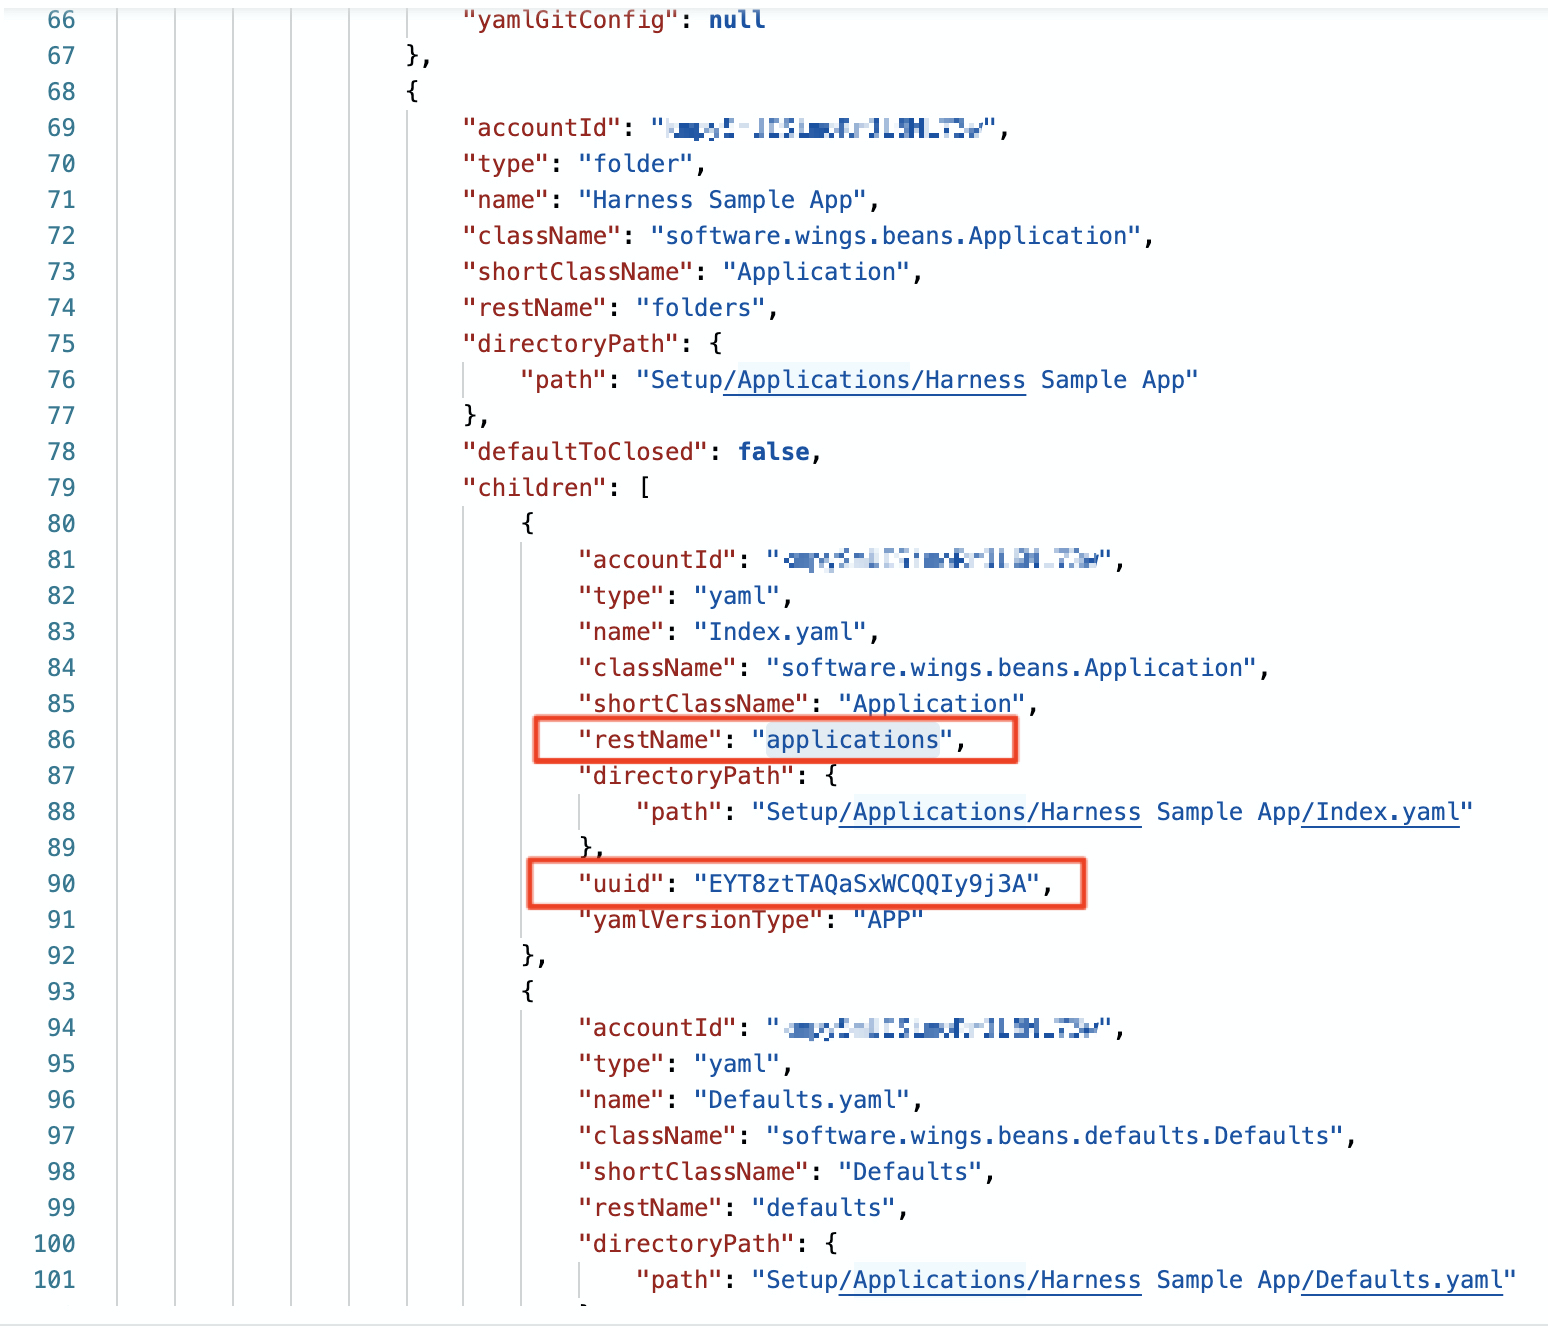 66 "yamlGitConfig": null
67 },
68 {
69 "accountId": "",
70 "type": "folder",
71 "name": "Harness Sample App",
72 "className": "software.wings.beans.Application",
73 "shortClassName": "Application",
74 "restName": "folders",
75 "directoryPath": {
76 "path": "Setup/Applications/Harness Sample App"
77 },
78 "defaultToClosed": false,
79 "children": [
80 {
81 "accountId": "",
82 "type": "yaml",
83 "name": "Index.yaml",
84 "className": "software.wings.beans.Application",
85 "shortClassName": "Application",
86 "restName": "applications",
87 "directoryPath": {
88 "path": "Setup/Applications/Harness Sample App/Index.yaml"
89 },
90 "uuid": "EYT8ztTAQaSxWCQQIy9j3A",
91 "yamlVersionType": "APP"
92 },
93 {
94 "accountId": "",
95 "type": "yaml",
96 "name": "Defaults.yaml",
97 "className": "software.wings.beans.defaults.Defaults",
98 "shortClassName": "Defaults",
99 "restName": "defaults",
100 "directoryPath": {
101 "path": "Setup/Applications/Harness Sample App/Defaults.yaml"